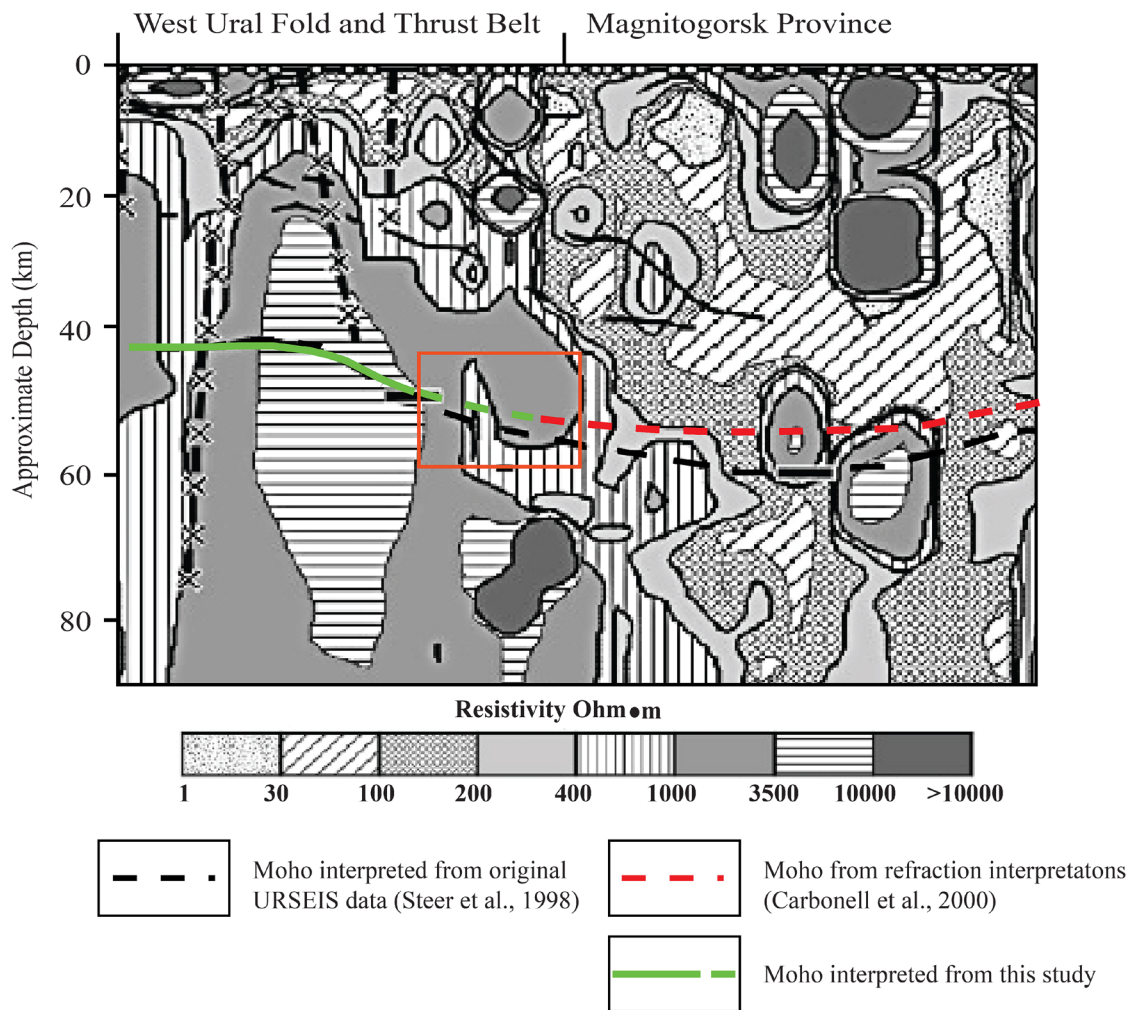 West Ural Fold and Thrust Belt
Magnitogorsk Province
0
20
40
60
80
Approximate Depth (km)
Resistivity Ohm•m
1 30 100 200 400 1000 3500 10000 >10000
Moho interpreted from original
URSEIS data (Steer et al., 1998)
Moho from refraction interpretatons
(Carbonell et al., 2000)
Moho interpreted from this study